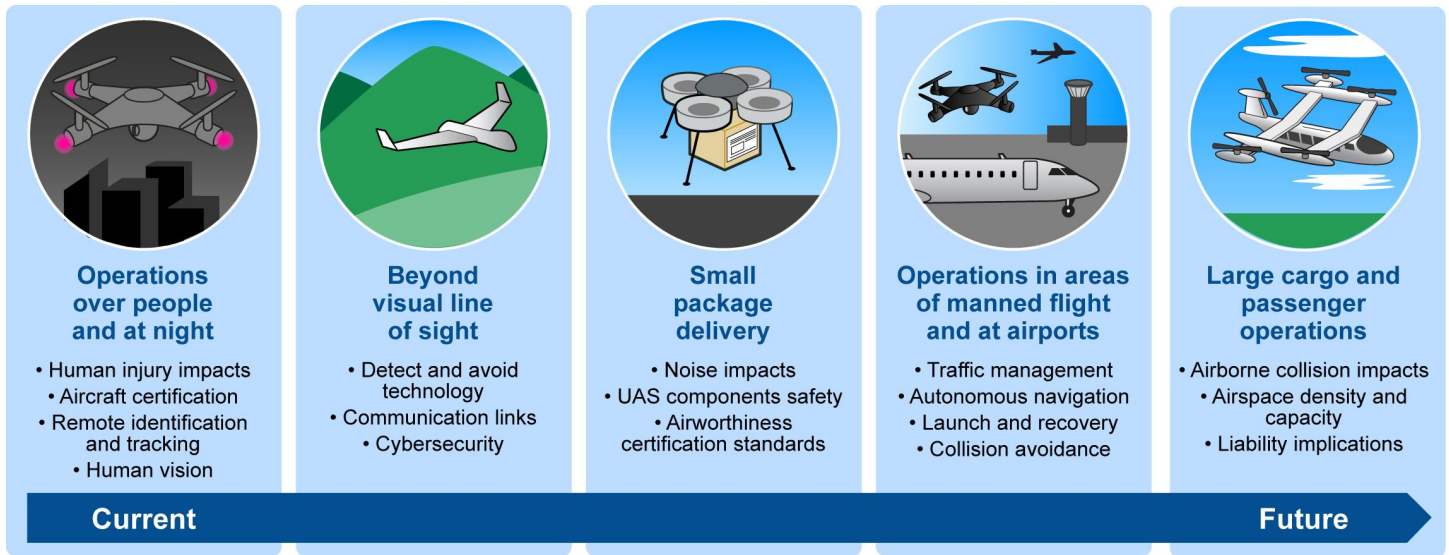 Operations
over people
and at night
• Human injury impacts
• Aircraft certification
• Remote identification
and tracking
• Human vision
Beyond
visual line
of sight
• Detect and avoid
technology
• Communication links
• Cybersecurity
Small
package
delivery
• Noise impacts
• UAS components safety
• Airworthiness
certification standards
Operations in areas
of manned flight
and at airports
• Traffic management
• Autonomous navigation
• Launch and recovery
• Collision avoidance
Large cargo and
passenger
operations
• Airborne collision impacts
• Airspace density and
capacity
• Liability implications
Current
Future